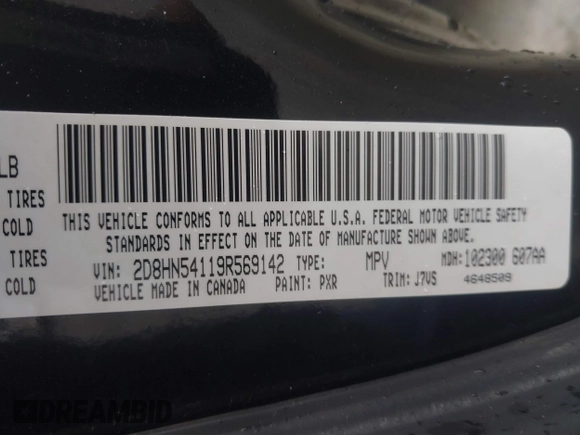 LB
TIRES
COLD
TIRES
COLD
THIS VEHICLE CONFORMS TO ALL APPLICABLE U.S.A. FEDERAL MOTOR VEHICLE SAFETY
STANDARDS IN EFFECT ON THE DATE OF MANUFACTURE SHOWN ABOVE.
VIN: 2D8HN54119R569142 TYPE: MPV MDH: 102300 607AA
VEHICLE MADE IN CANADA PAINT: PXR TRIM: J7VS 4648509
DREAMBID